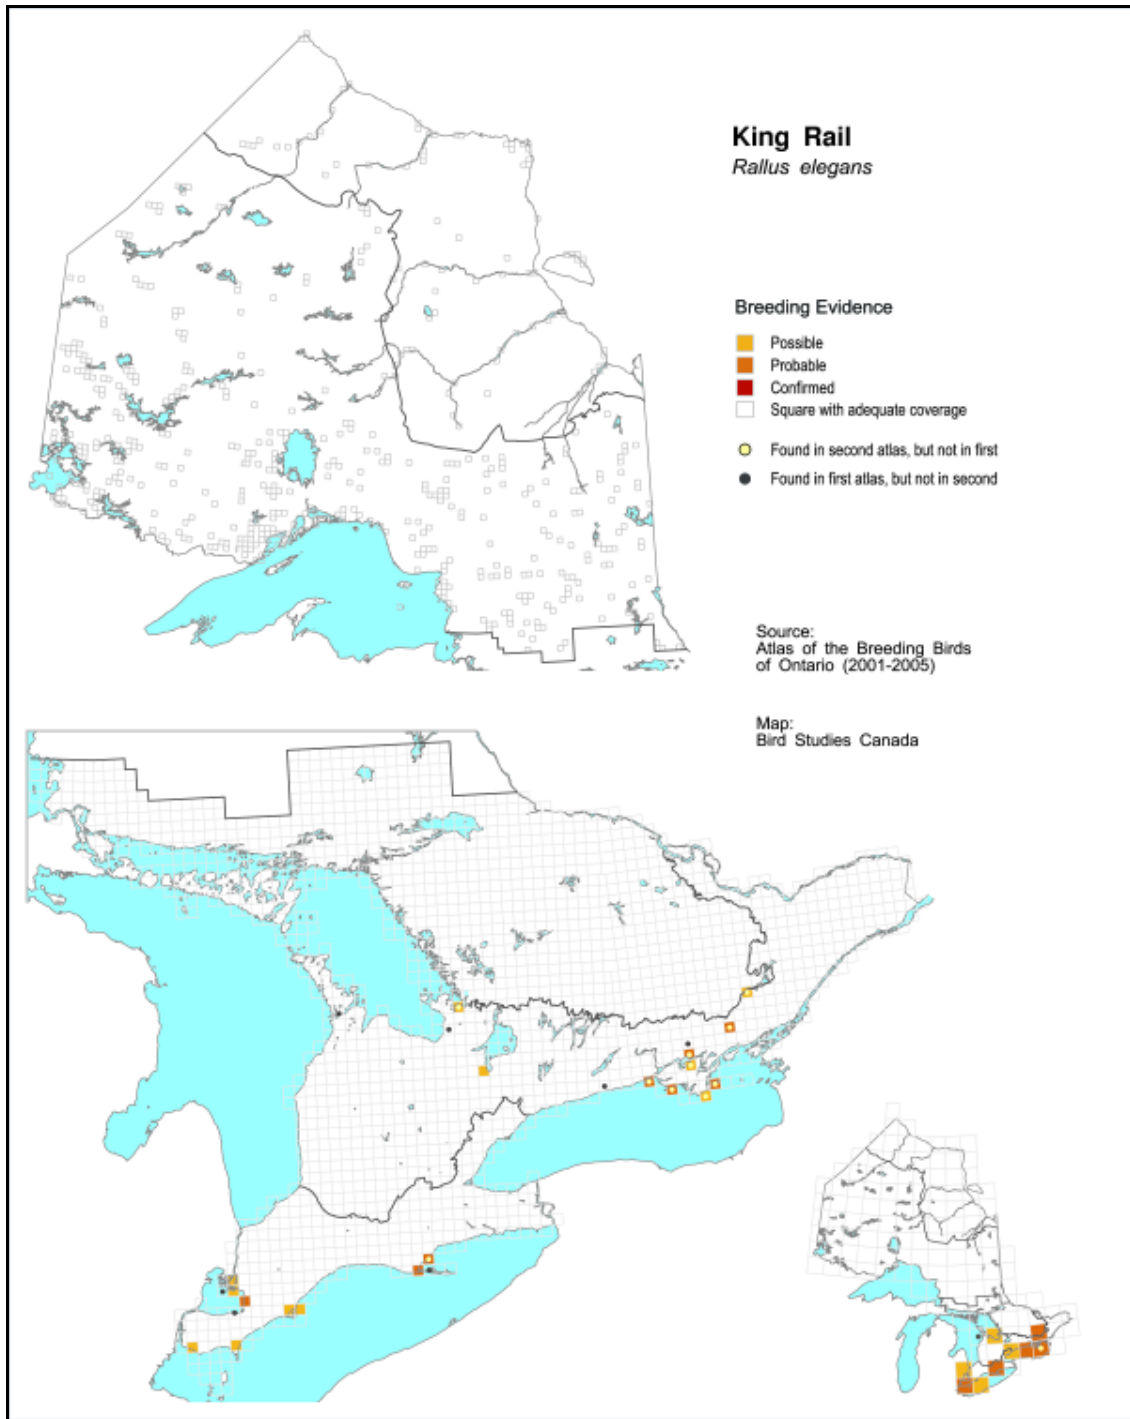 King Rail
Rallus elegans
Breeding Evidence
Possible
Probable
Confirmed
Square with adequate coverage
Found in second atlas, but not in first
Found in first atlas, but not in second
Source:
Atlas of the Breeding Birds
of Ontario (2001-2005)
Map:
Bird Studies Canada